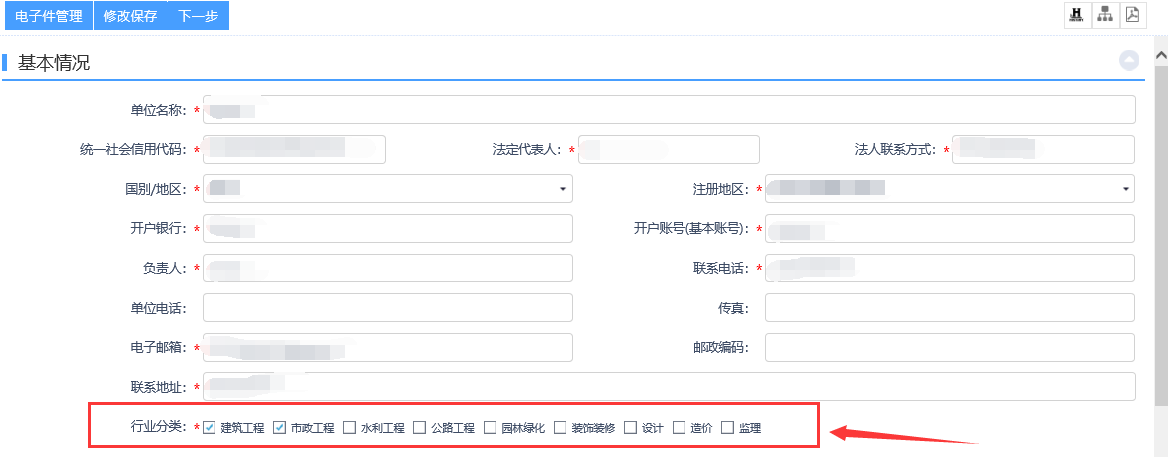 电子件管理 修改保存 下一步
基本情况
单位名称: *
统一社会信用代码: * 法定代表人: * 法人联系方式: *
国别/地区: * 注册地区: *
开户银行: * 开户账号(基本账号): *
负责人: * 联系电话: *
单位电话: 传真:
电子邮箱: * 邮政编码:
联系地址: *
行业分类: * 建筑工程 市政工程 水利工程 公路工程 园林绿化 装饰装修 设计 造价 监理